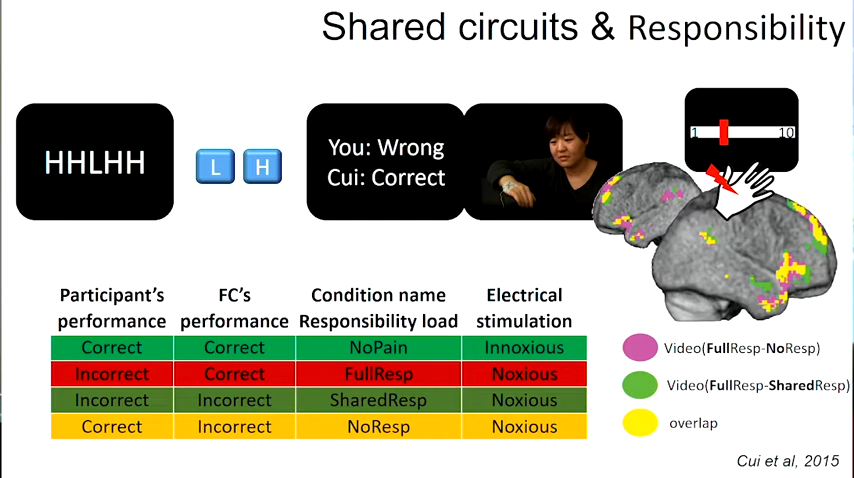 Shared circuits & Responsibility
HHLHH
L
H
You: Wrong
Cui: Correct
1
10
Participant's performance
FC's performance
Condition name Responsibility load
Electrical stimulation
Correct Correct NoPain Innoxious
Incorrect Correct FullResp Noxious
Incorrect Incorrect SharedResp Noxious
Correct Incorrect NoResp Noxious
Video(FullResp-NoResp)
Video(FullResp-SharedResp)
overlap
Cui et al, 2015